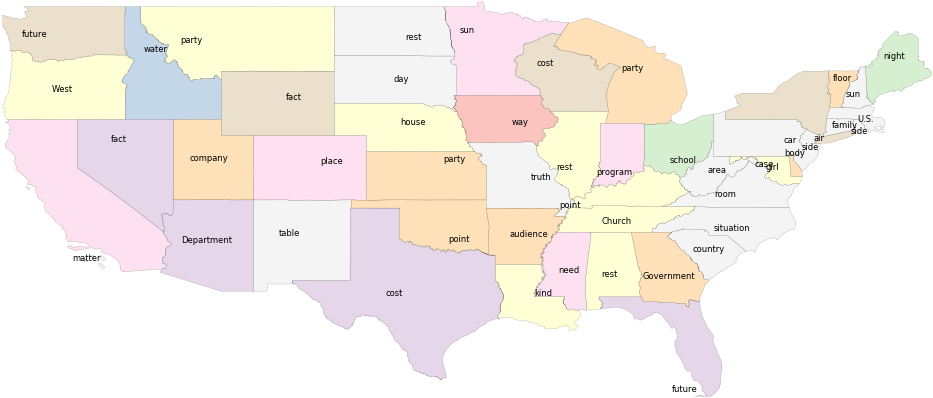 future
water
party
rest
sun
cost
party
floor
sun
night
West
fact
day
house
way
U.S.
family
side
air
car
side
body
fact
company
place
party
truth
rest
program
school
area
case
girl
room
point
matter
Department
table
point
audience
Church
situation
country
cost
kind
need
rest
Government
future